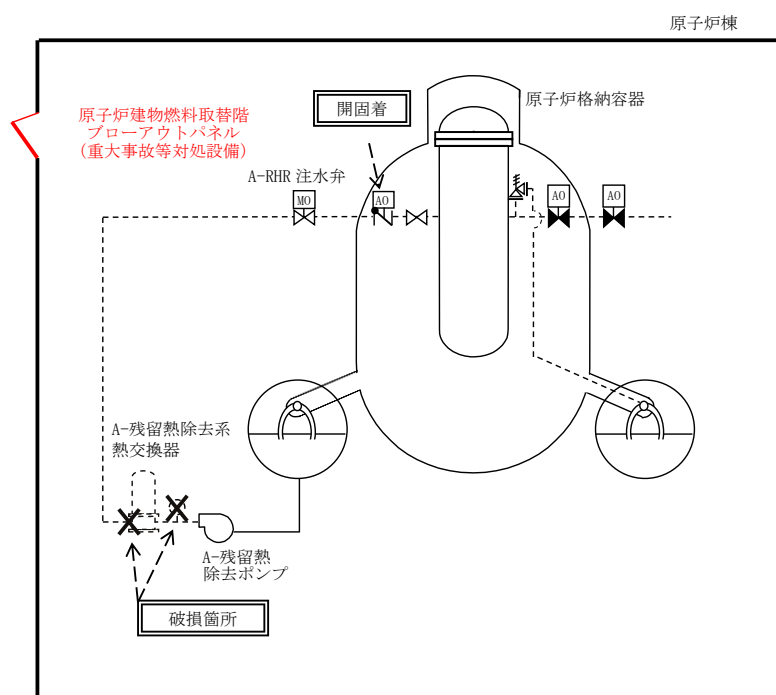 原子炉棟
原子炉建物燃料取替階
ブローアウトパネル
(重大事故等対処設備)
開固着
原子炉格納容器
A-RHR 注水弁
MO
AO
AO
AO
A-残留熱除去系
熱交換器
A-残留熱
除去ポンプ
破損箇所